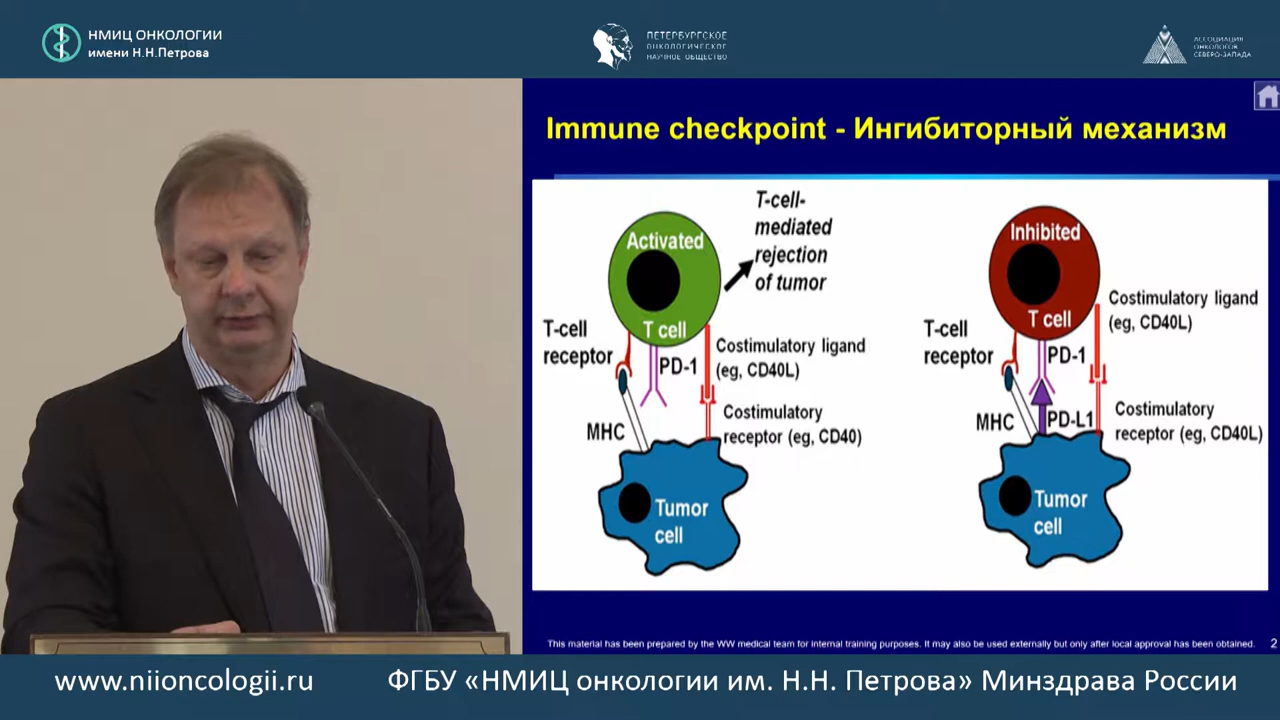 НМИЦ ОНКОЛОГИИ
имени Н.Н.Петрова
ПЕТЕРБУРГСКОЕ
ОНКОЛОГИЧЕСКОЕ
НАУЧНОЕ ОБЩЕСТВО
АССОЦИАЦИЯ
ОНКОЛОГОВ
СЕВЕРО-ЗАПАДА
Immune checkpoint - Ингибиторный механизм
Activated
T cell
T-cell-
mediated
rejection
of tumor
T-cell
receptor
PD-1
Costimulatory ligand
(eg, CD40L)
MHC
Costimulatory
receptor (eg, CD40)
Tumor
cell
Inhibited
T cell
Costimulatory ligand
(eg, CD40L)
T-cell
receptor
PD-1
MHC
PD-L1
Costimulatory
receptor (eg, CD40L)
Tumor
cell
This material has been prepared by the WW medical team for internal training purposes. It may also be used externally but only after local approval has been obtained.
2
www.niioncologii.ru
ФГБУ «НМИЦ онкологии им. Н.Н. Петрова» Минздрава России